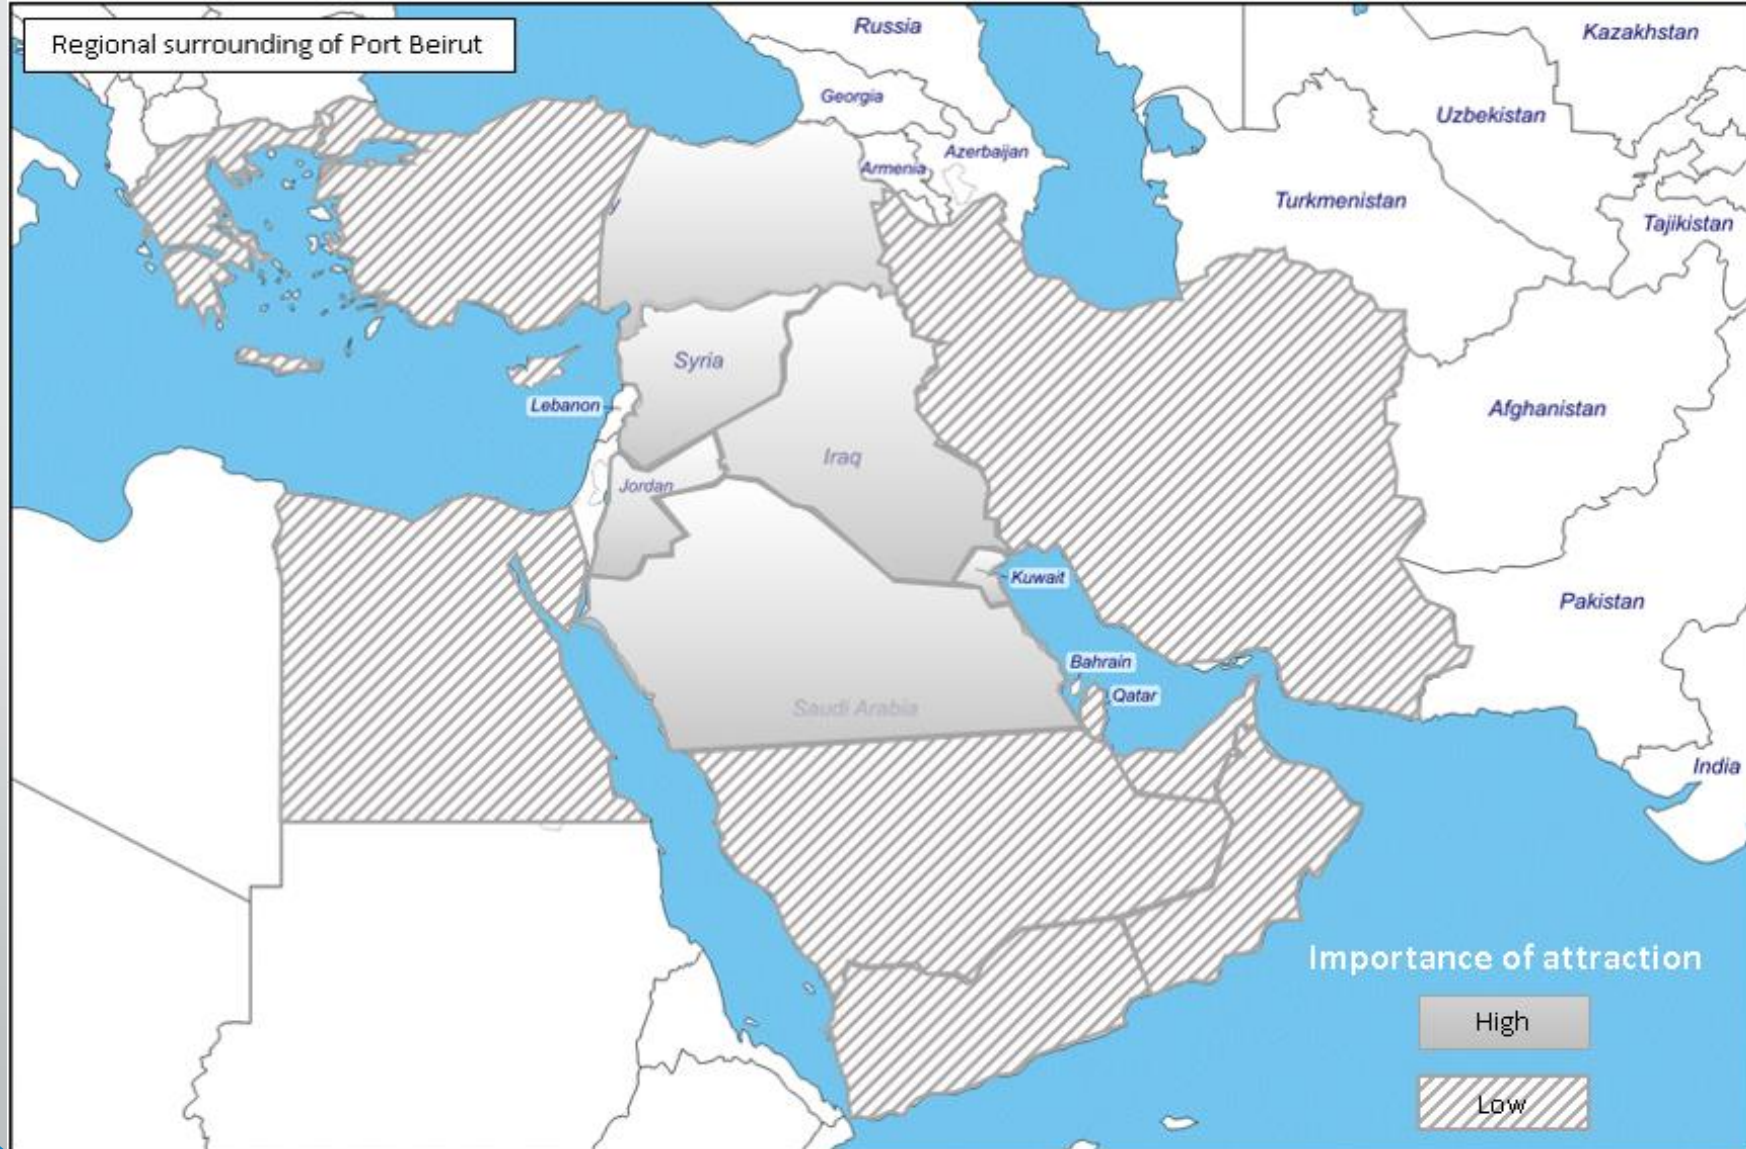 Regional surrounding of Port Beirut
Russia
Kazakhstan
Georgia
Uzbekistan
Azerbaijan
Armenia
Turkmenistan
Tajikistan
y
Syria
Lebanon
Afghanistan
Iraq
Jordan
Kuwait
Pakistan
Bahrain
Qatar
Saudi Arabia
India
Importance of attraction
High
Low